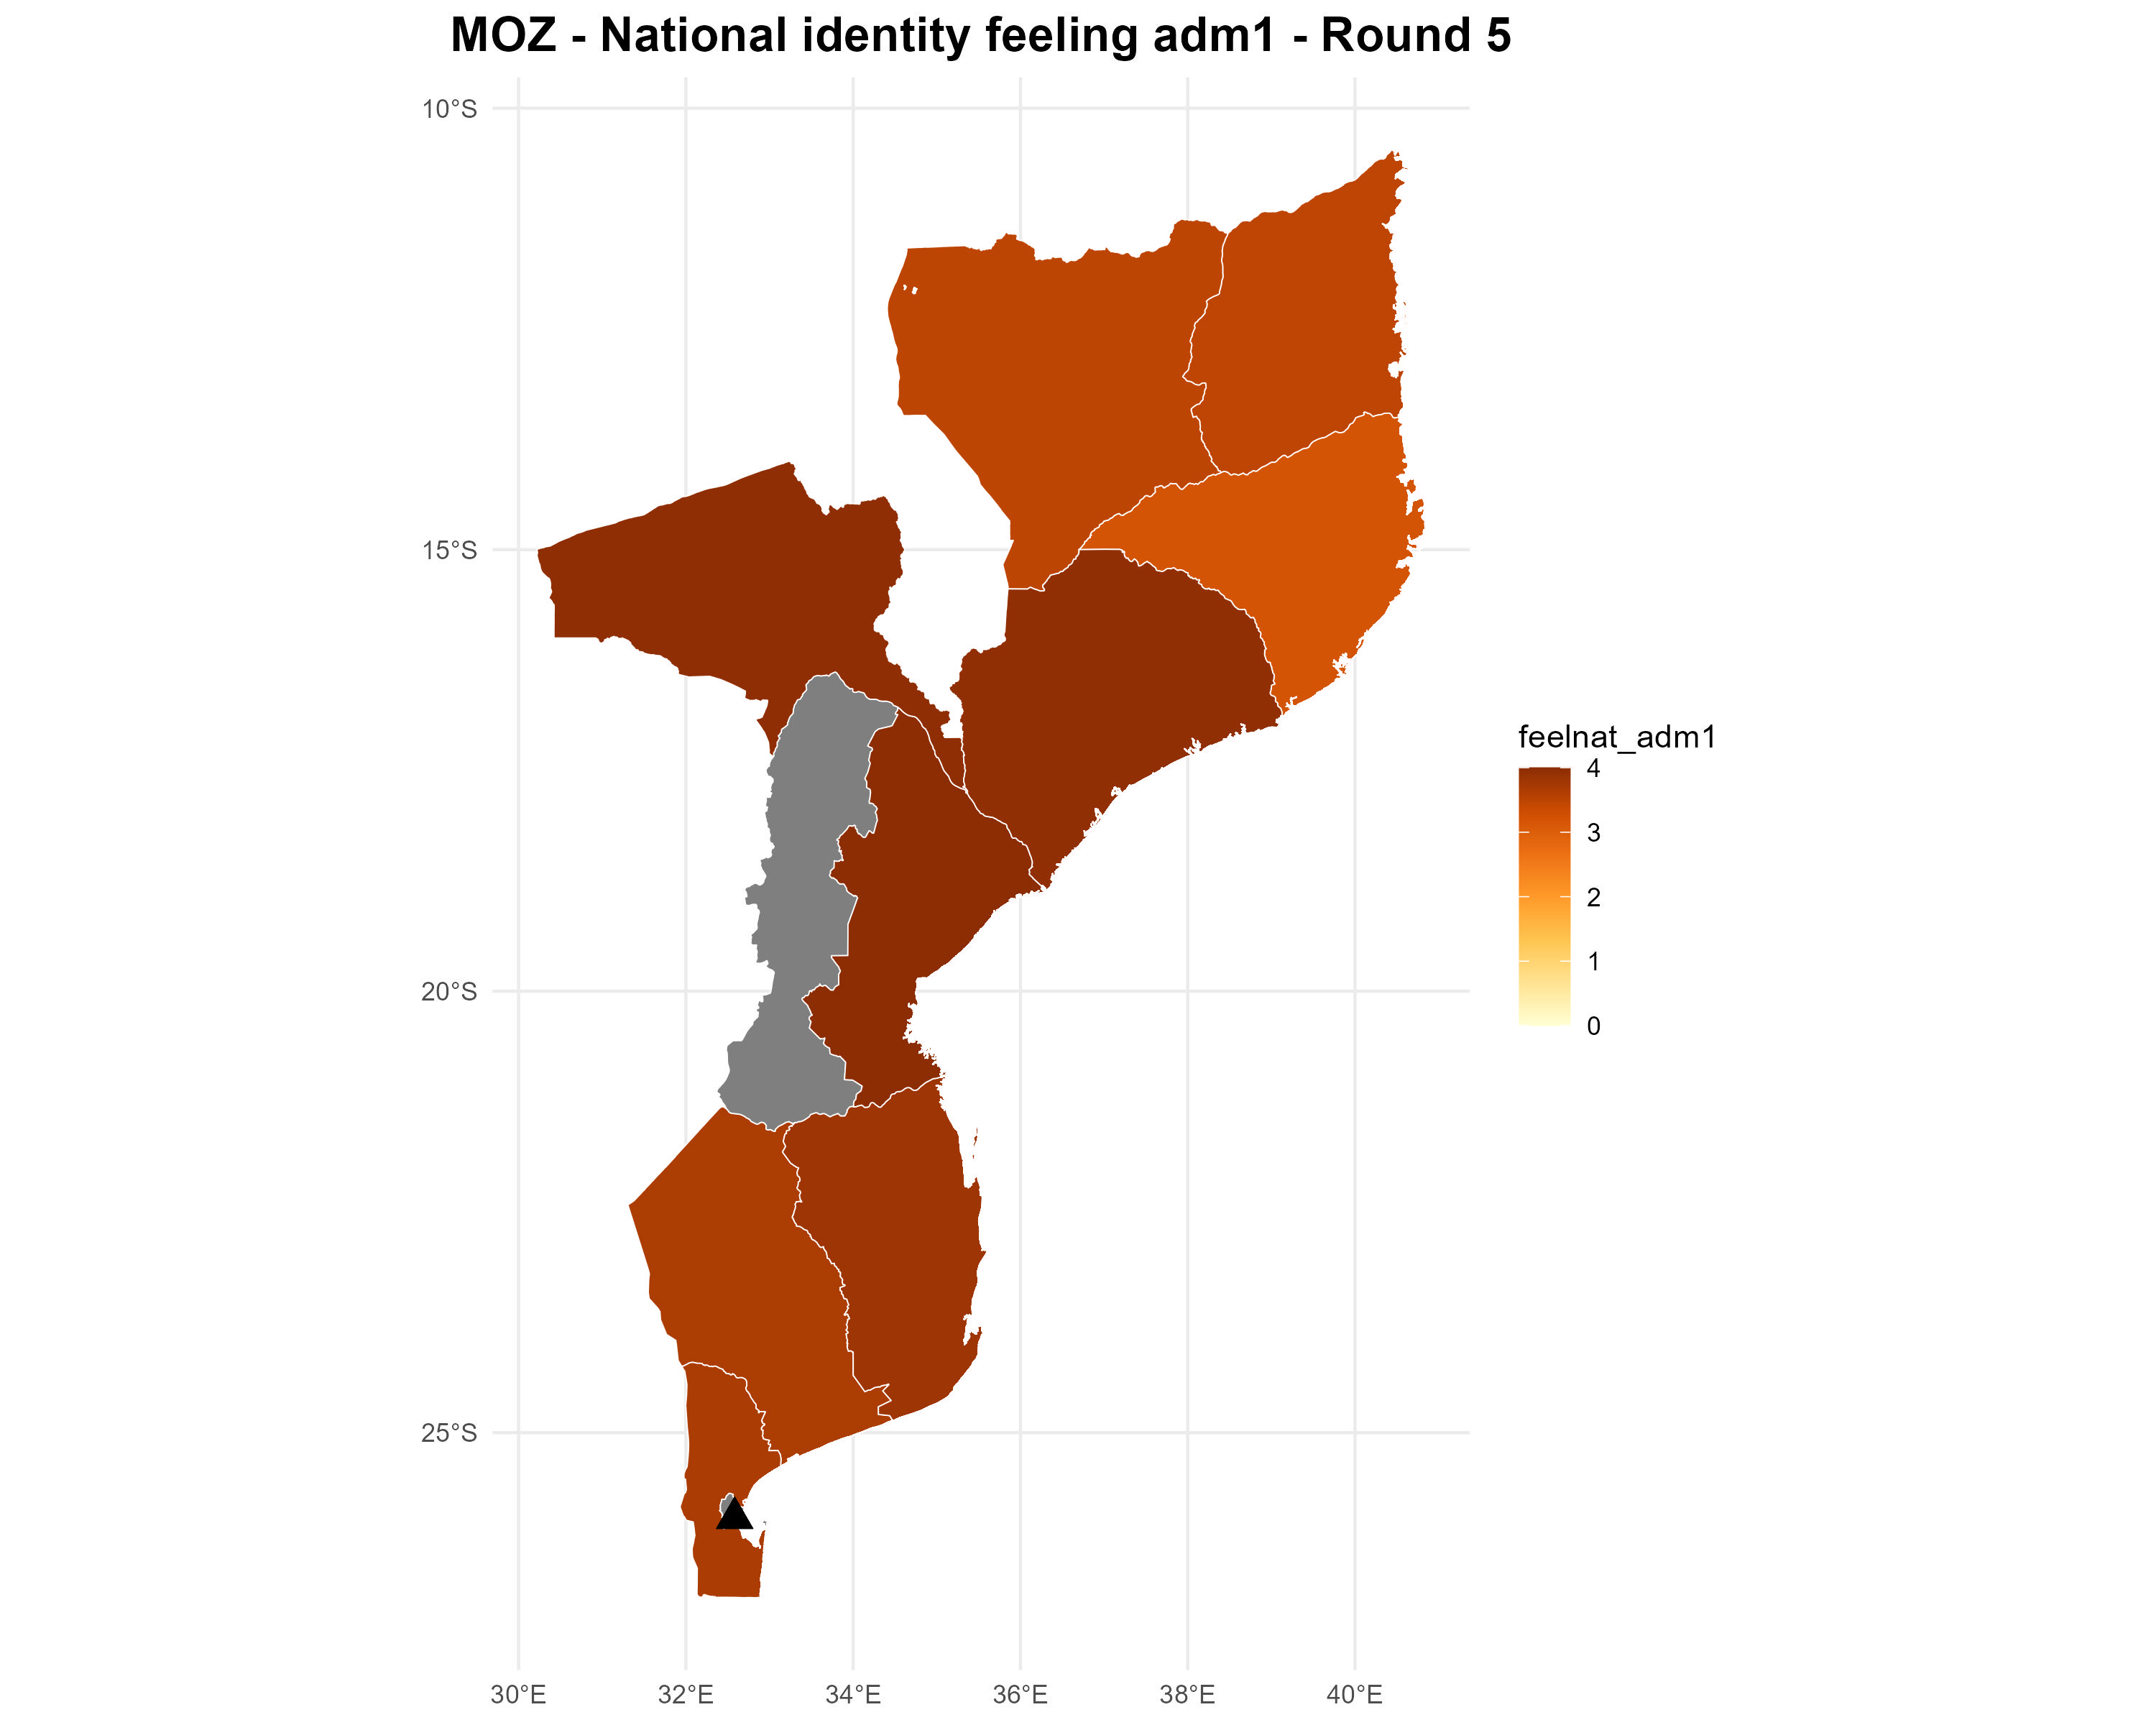 MOZ - National identity feeling adm1 - Round 5
10°S
15°S
20°S
25°S
30°E 32°E 34°E 36°E 38°E 40°E
feelnat_adm1
4
3
2
1
0